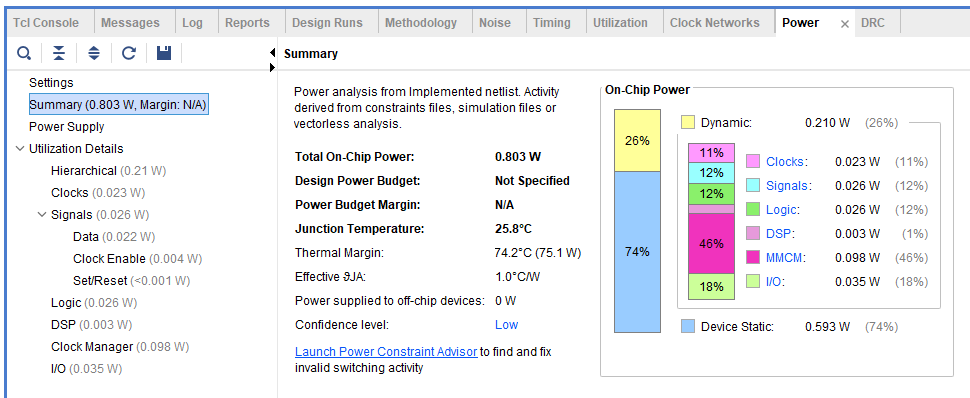 Tcl Console Messages Log Reports Design Runs Methodology Noise Timing Utilization Clock Networks Power × DRC
Summary
Settings
Summary (0.803 W, Margin: N/A)
Power Supply
Utilization Details
Hierarchical (0.21 W)
Clocks (0.023 W)
Signals (0.026 W)
Data (0.022 W)
Clock Enable (0.004 W)
Set/Reset (<0.001 W)
Logic (0.026 W)
DSP (0.003 W)
Clock Manager (0.098 W)
I/O (0.035 W)
Power analysis from Implemented netlist. Activity
derived from constraints files, simulation files or
vectorless analysis.
Total On-Chip Power: 0.803 W
Design Power Budget: Not Specified
Power Budget Margin: N/A
Junction Temperature: 25.8°C
Thermal Margin: 74.2°C (75.1 W)
Effective ϑJA: 1.0°C/W
Power supplied to off-chip devices: 0 W
Confidence level: Low
Launch Power Constraint Advisor to find and fix
invalid switching activity
On-Chip Power
26%
74%
Dynamic: 0.210 W (26%)
11%
12%
12%
46%
18%
Clocks: 0.023 W (11%)
Signals: 0.026 W (12%)
Logic: 0.026 W (12%)
DSP: 0.003 W (1%)
MMCM: 0.098 W (46%)
I/O: 0.035 W (18%)
Device Static: 0.593 W (74%)